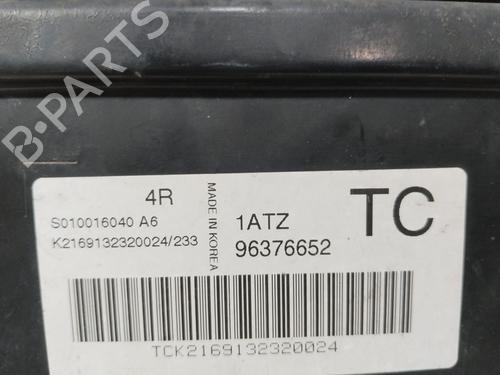 B-PARTS
4R
S010016040 A6
K2169132320024/233
MADE IN KOREA
1ATZ
96376652
TC
TCK2169132320024